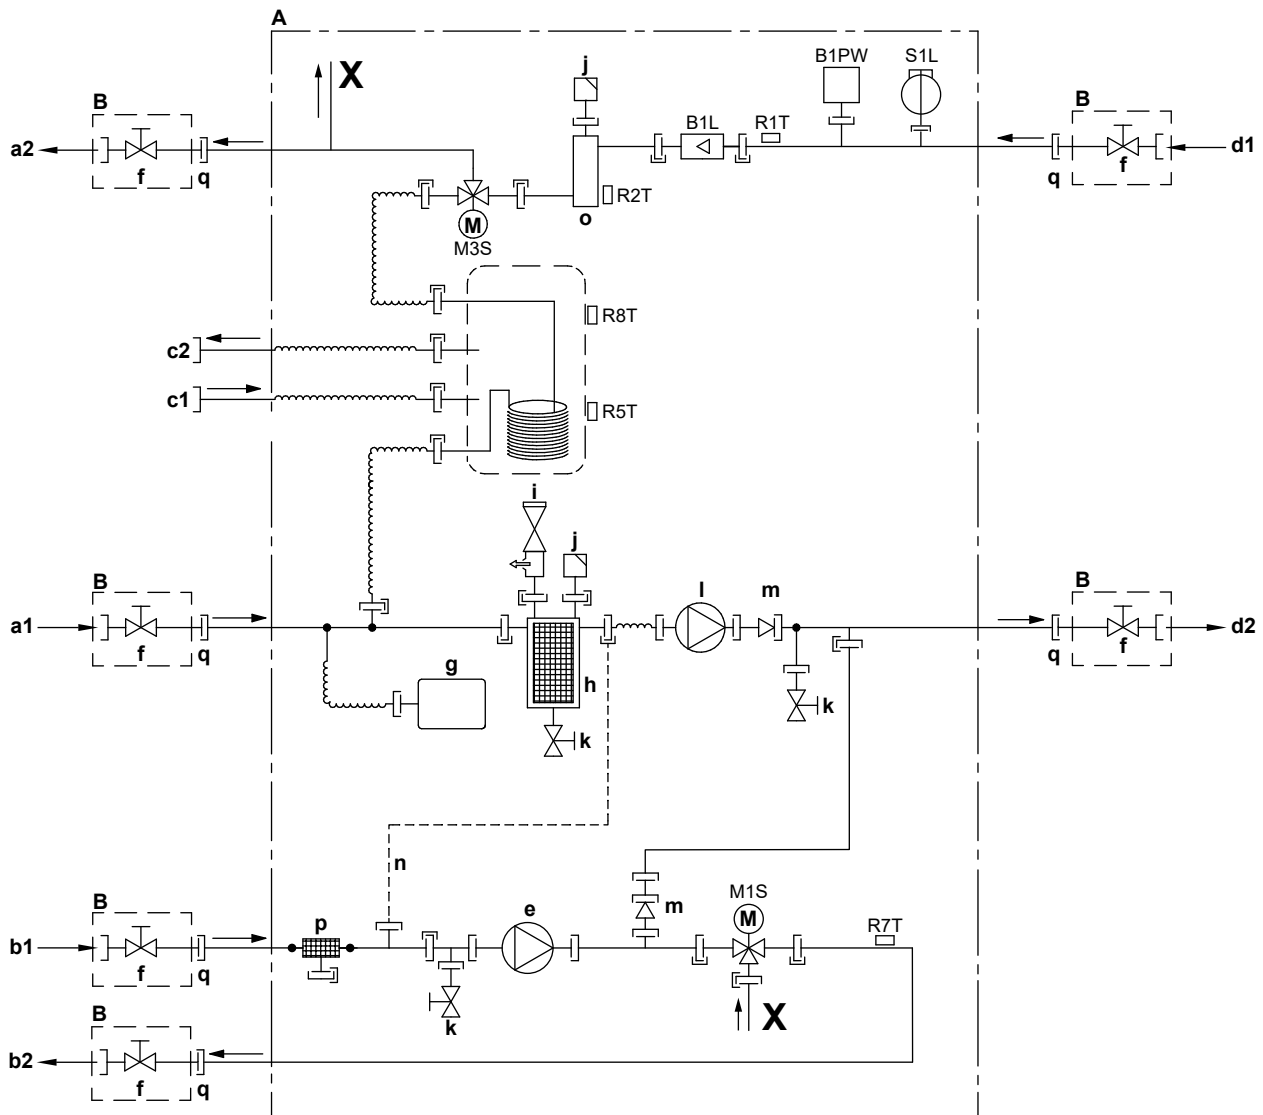 A
X
j
B1PW
S1L
B
B
a2
f
q
B1L
R1T
q
f
d1
M
M3S
o
R2T
R8T
c2
c1
R5T
i
j
B
l
m
B
a1
f
q
q
f
d2
g
h
k
k
n
M1S
m
M
R7T
B
p
e
b1
f
q
k
X
B
b2
f
q